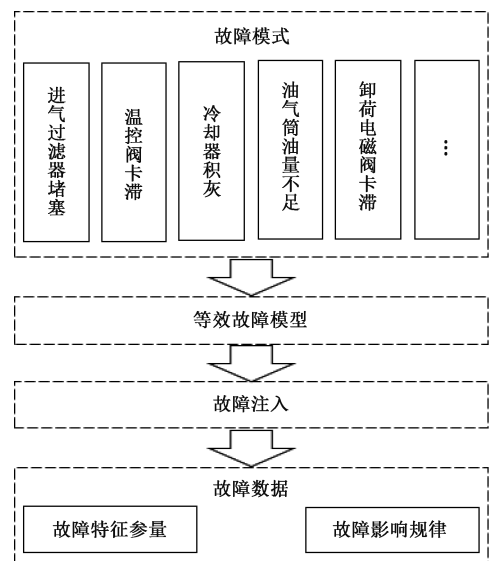 故障模式
进气过滤器堵塞
温控阀卡滞
冷却器积灰
油气筒油量不足
卸荷电磁阀卡滞
…
等效故障模型
故障注入
故障数据
故障特征参量
故障影响规律